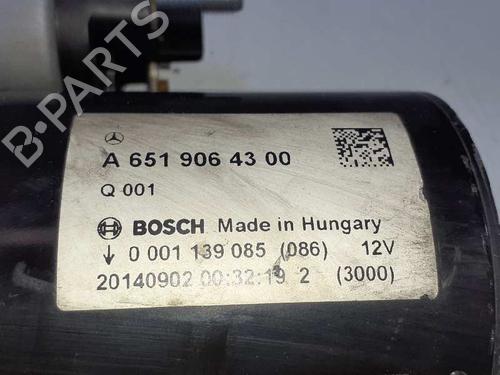 B-PARTS
A 651 906 43 00
Q 001
BOSCH Made in Hungary
↓ 0 001 139 085 (086) 12V
20140902 00:32:19 2 (3000)